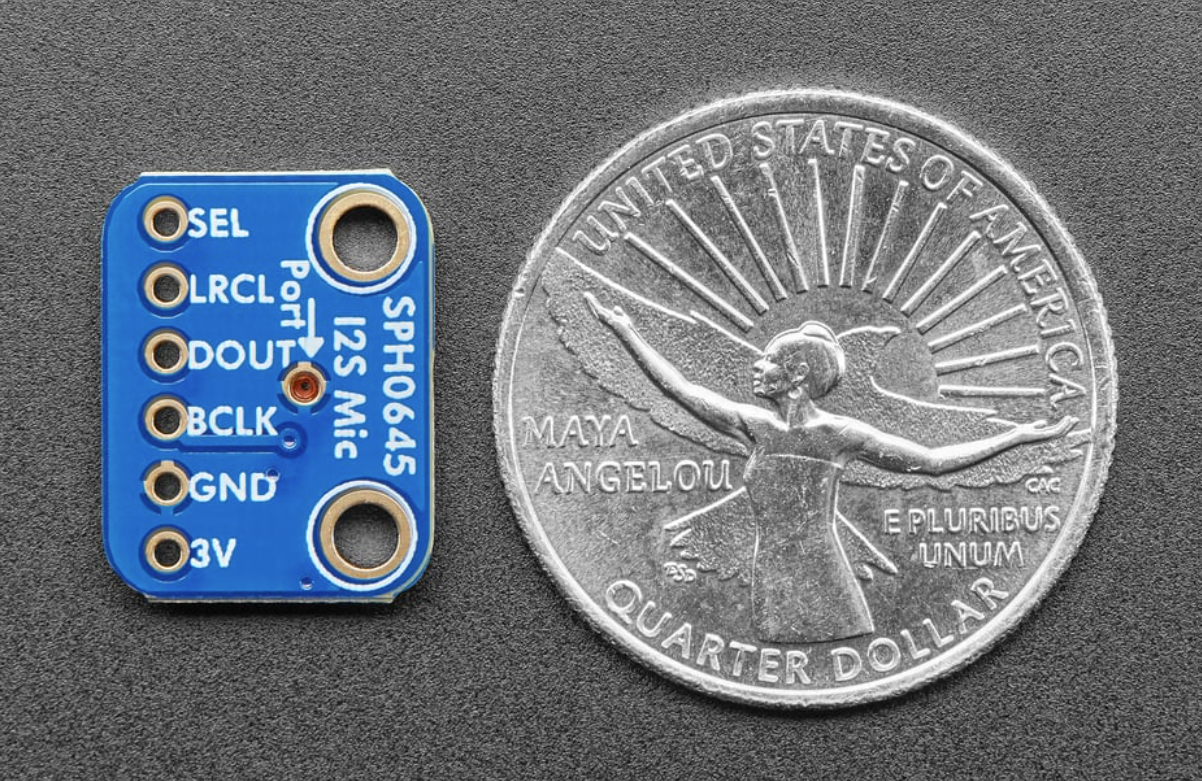 SEL
LRCL
DOUT
BCLK
GND
3V
Port
SPH0645
I2S Mic
UNITED STATES OF AMERICA
MAYA
ANGELOU
CAC
E PLURIBUS
UNUM
QUARTER DOLLAR